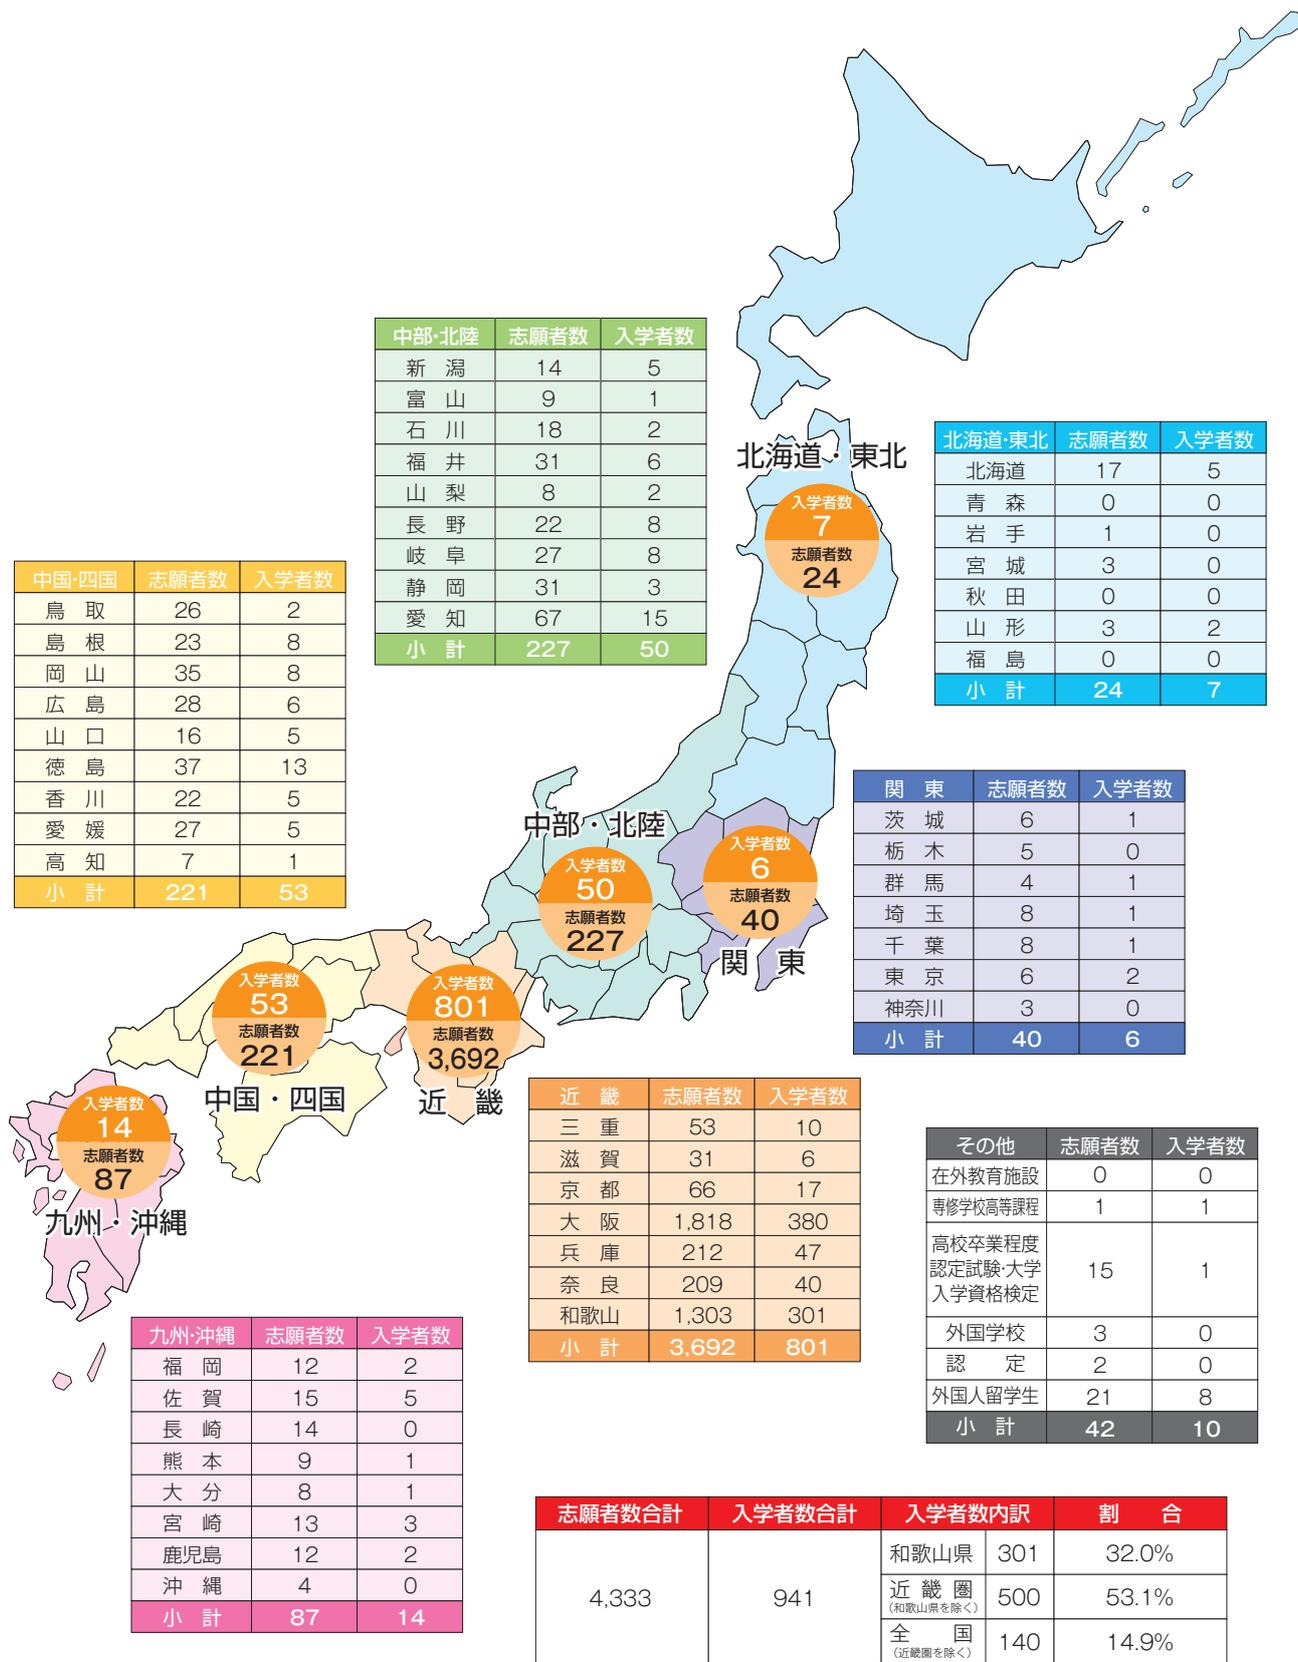 中部・北陸 志願者数 入学者数
新潟 14 5
富山 9 1
石川 18 2
福井 31 6
山梨 8 2
長野 22 8
岐阜 27 8
静岡 31 3
愛知 67 15
小計 227 50
北海道・東北 志願者数 入学者数
北海道 17 5
青森 0 0
岩手 1 0
宮城 3 0
秋田 0 0
山形 3 2
福島 0 0
小計 24 7
北海道・東北
入学者数
7
志願者数
24
中国・四国 志願者数 入学者数
鳥取 26 2
島根 23 8
岡山 35 8
広島 28 6
山口 16 5
徳島 37 13
香川 22 5
愛媛 27 5
高知 7 1
小計 221 53
中部・北陸
入学者数
50
志願者数
227
入学者数
6
志願者数
40
関東
関東 志願者数 入学者数
茨城 6 1
栃木 5 0
群馬 4 1
埼玉 8 1
千葉 8 1
東京 6 2
神奈川 3 0
小計 40 6
入学者数
53
志願者数
221
中国・四国
入学者数
801
志願者数
3,692
近畿
入学者数
14
志願者数
87
九州・沖縄
近畿 志願者数 入学者数
三重 53 10
滋賀 31 6
京都 66 17
大阪 1,818 380
兵庫 212 47
奈良 209 40
和歌山 1,303 301
小計 3,692 801
その他 志願者数 入学者数
在外教育施設 0 0
専修学校高等課程 1 1
高校卒業程度
認定試験・大学 15 1
入学資格検定
外国学校 3 0
認定 2 0
外国人留学生 21 8
小計 42 10
九州・沖縄 志願者数 入学者数
福岡 12 2
佐賀 15 5
長崎 14 0
熊本 9 1
大分 8 1
宮崎 13 3
鹿児島 12 2
沖縄 4 0
小計 87 14
志願者数合計 入学者数合計 入学者数内訳 割合
4,333 941
和歌山県 301 32.0%
近畿圏 500 53.1%
(和歌山県を除く)
全国 140 14.9%
(近畿圏を除く)